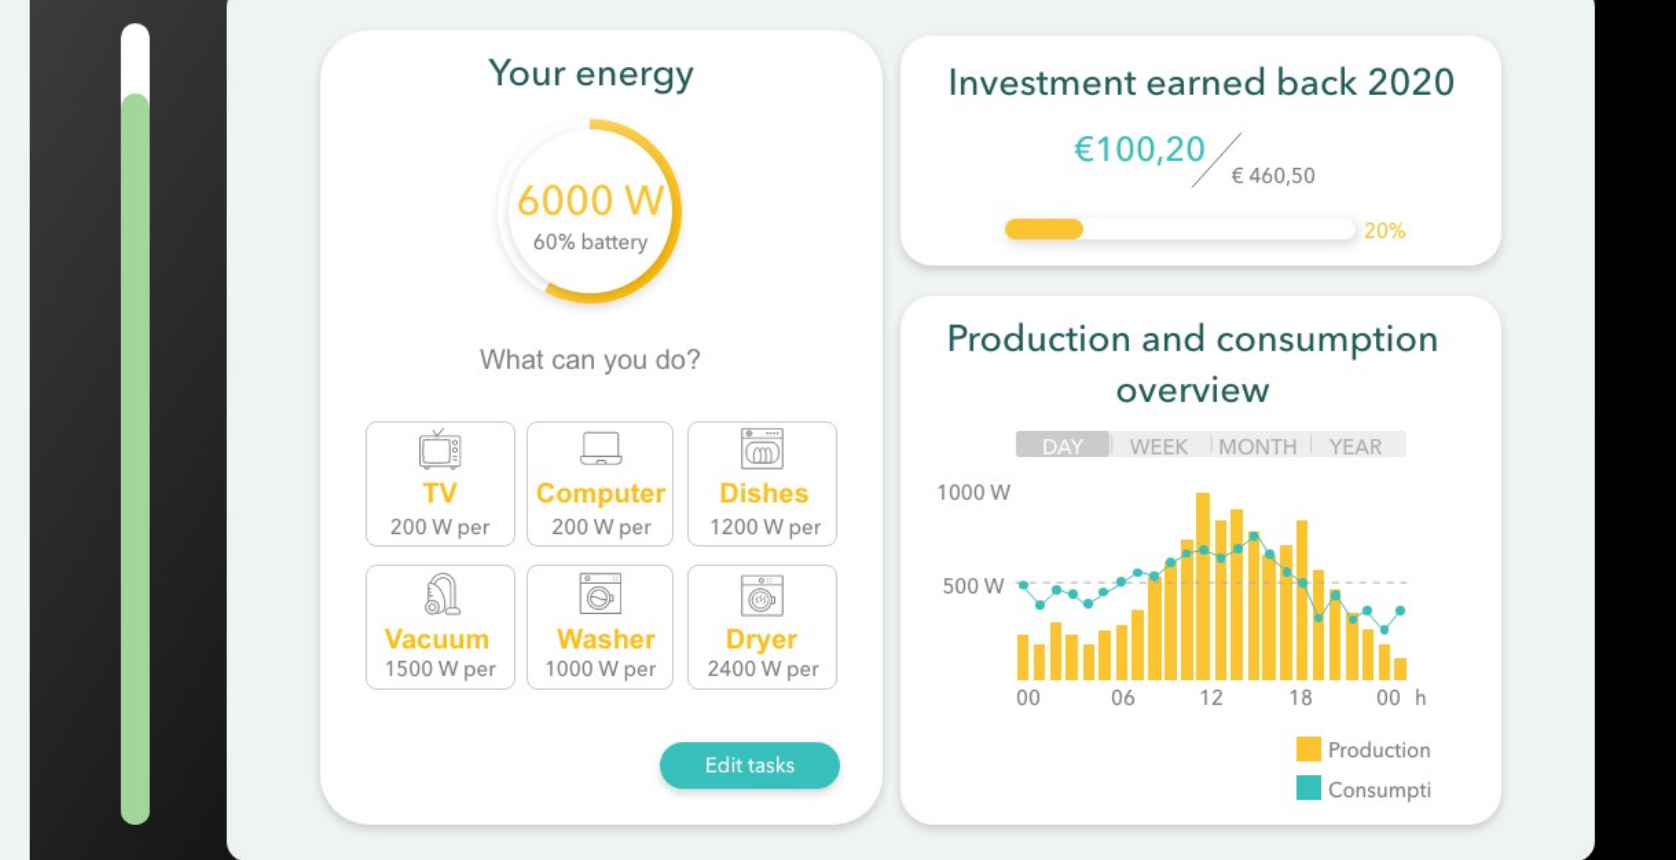 Your energy
6000 W
60% battery
What can you do?
TV
200 W per
Computer
200 W per
Dishes
1200 W per
Vacuum
1500 W per
Washer
1000 W per
Dryer
2400 W per
Edit tasks
Investment earned back 2020
€100,20
€ 460,50
20%
Production and consumption
overview
DAY WEEK MONTH YEAR
1000 W
500 W
00 06 12 18 00 h
Production
Consumpti